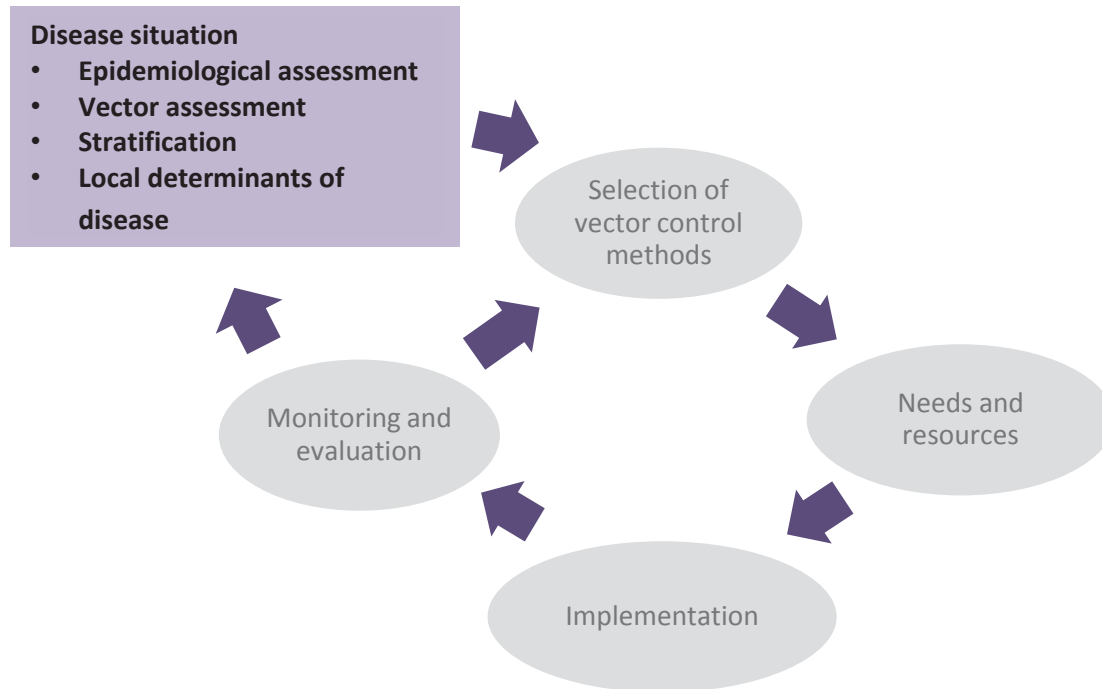 Disease situation
• Epidemiological assessment
• Vector assessment
• Stratification
• Local determinants of
disease
Selection of
vector control
methods
Needs and
resources
Monitoring and
evaluation
Implementation